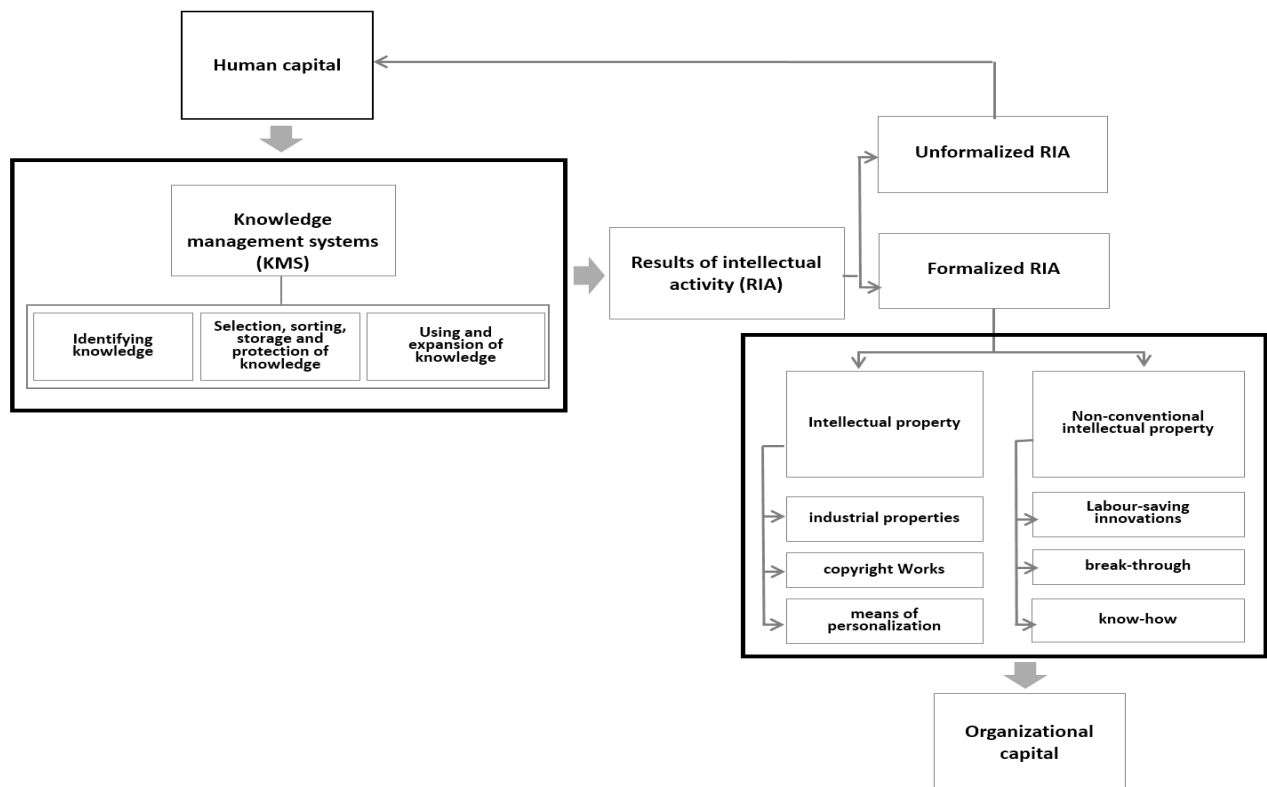 Human capital
Unformalized RIA
Knowledge
management systems
(KMS)
Results of intellectual
activity (RIA)
Formalized RIA
Identifying
knowledge
Selection, sorting,
storage and
protection of
knowledge
Using and
expansion of
knowledge
Intellectual property
Non-conventional
intellectual property
industrial properties
copyright Works
means of
personalization
Labour-saving
innovations
break-through
know-how
Organizational
capital